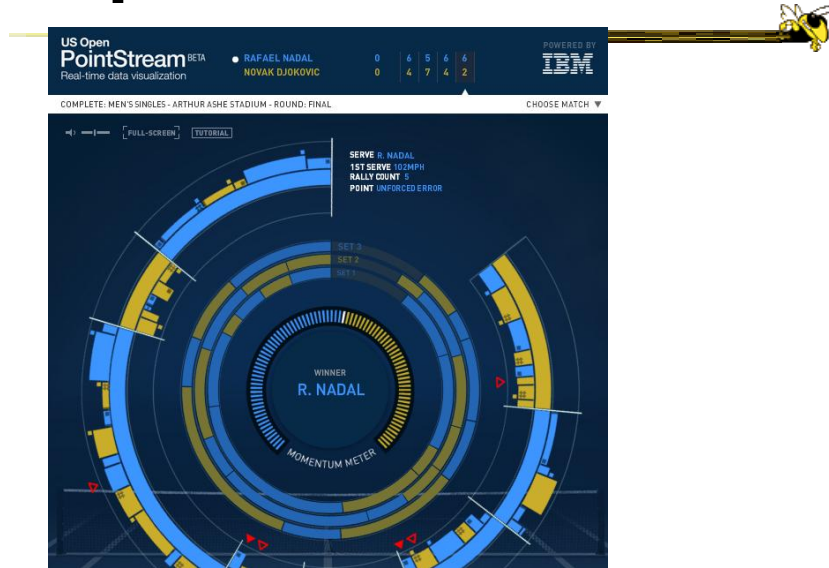 US Open
PointStream BETA
Real-time data visualization
RAFAEL NADAL 0 6 5 6 6
NOVAK DJOKOVIC 0 4 7 4 2
POWERED BY
IBM
COMPLETE: MEN'S SINGLES - ARTHUR ASHE STADIUM - ROUND: FINAL
CHOOSE MATCH ▼
FULL-SCREEN
TUTORIAL
SERVE R. NADAL
1ST SERVE 102MPH
RALLY COUNT 5
POINT UNFORCED ERROR
SET 3
SET 2
SET 1
WINNER
R. NADAL
MOMENTUM METER